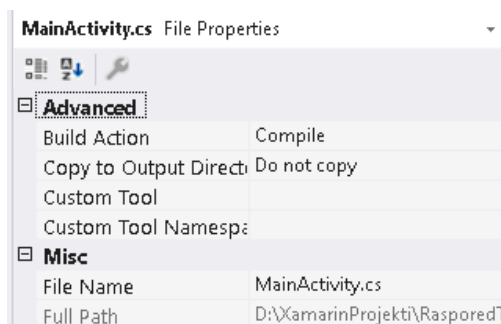 MainActivity.cs File Properties
Advanced
Build Action Compile
Copy to Output Direct Do not copy
Custom Tool
Custom Tool Namespa
Misc
File Name MainActivity.cs
Full Path D:\XamarinProjekti\Raspored